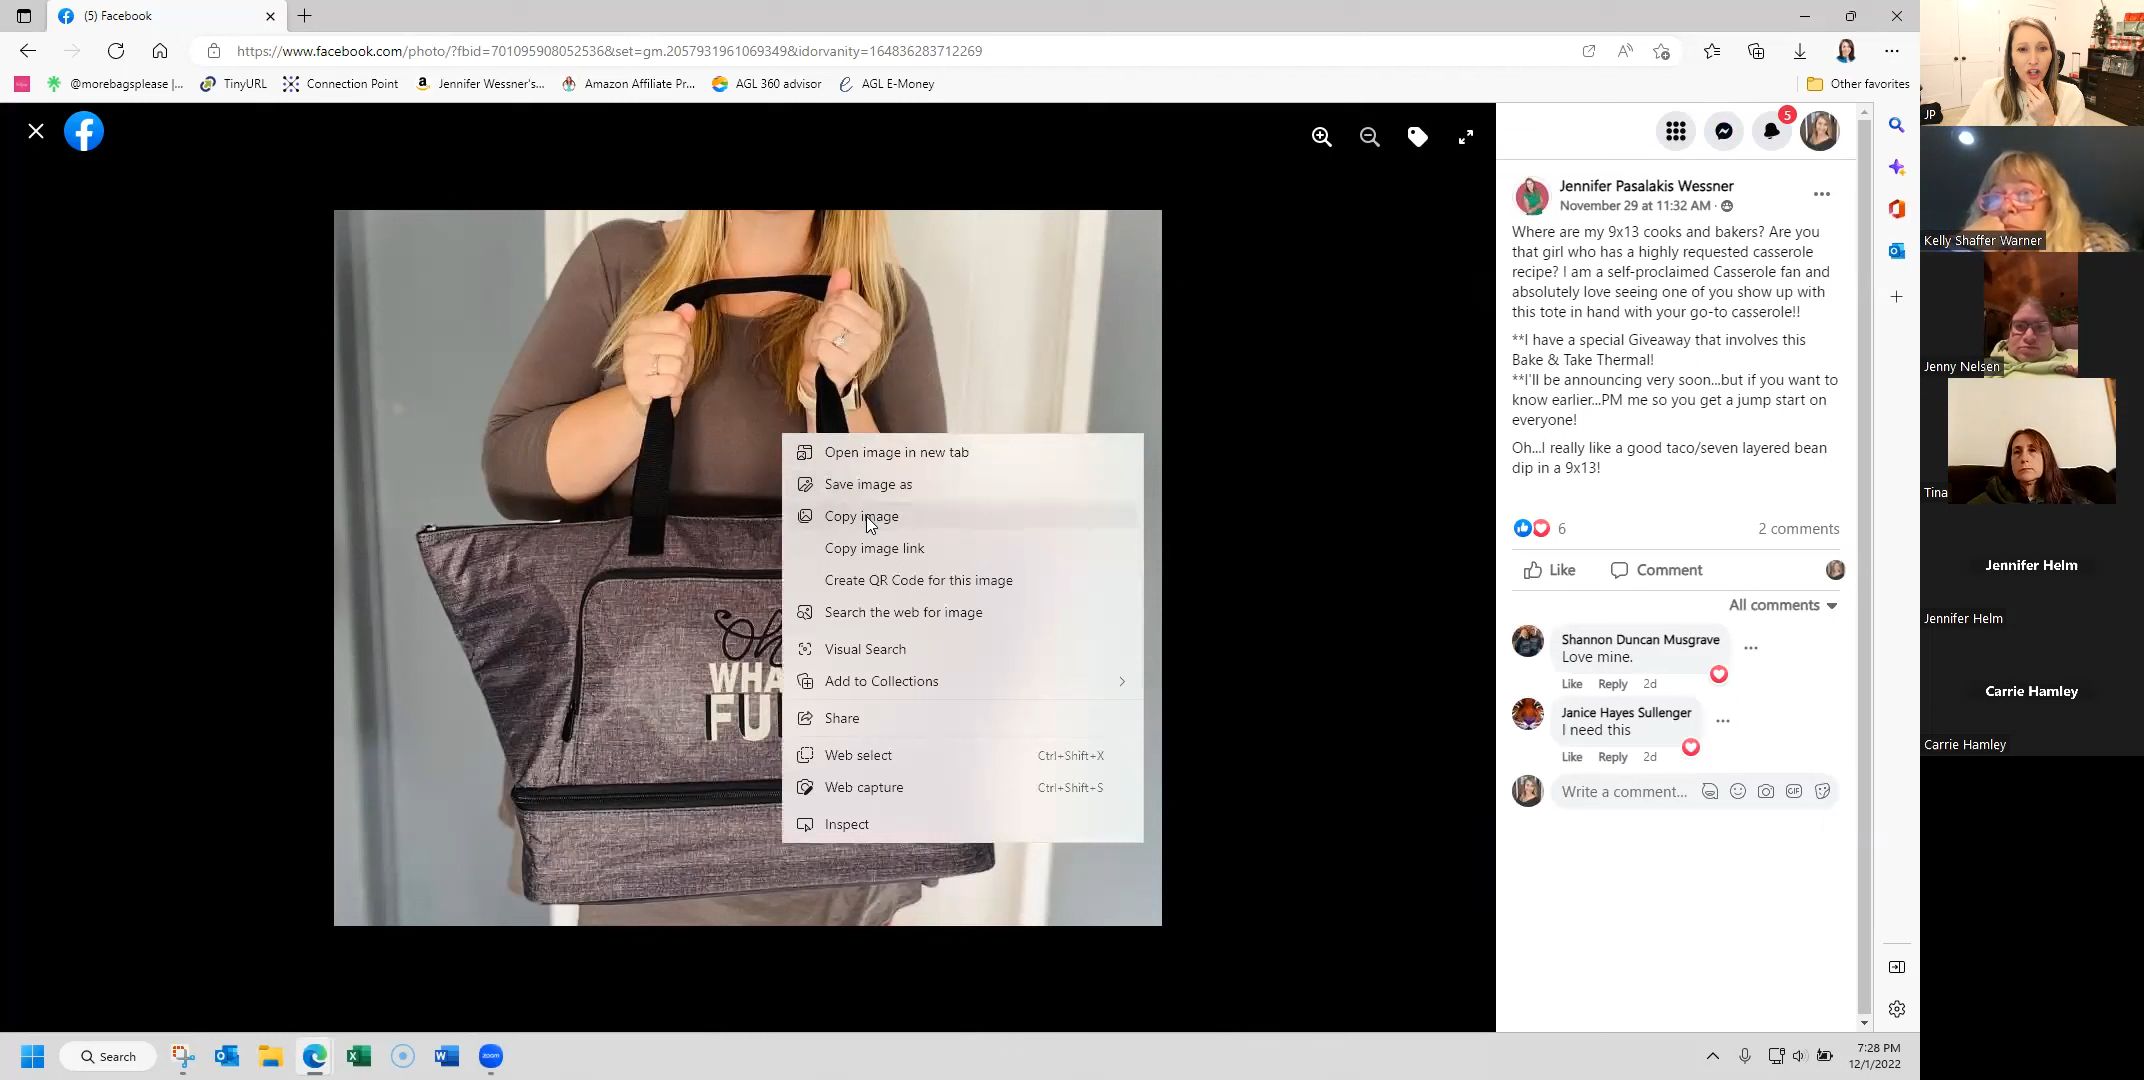 (5) Facebook
https://www.facebook.com/photo/?fbid=7010959080525368&set=gm.2057931961069349&idorvanity=164836283712269
@morebagsplease |...
TinyURL
Connection Point
Jennifer Wessner's...
Amazon Affiliate Pr...
AGL 360 advisor
AGL E-Money
Other favorites
5
Oh,
WHA
FU
Open image in new tab
Save image as
Copy image
Copy image link
Create QR Code for this image
Search the web for image
Visual Search
Add to Collections
Share
Web select Ctrl+Shift+X
Web capture Ctrl+Shift+S
Inspect
Jennifer Pasalakis Wessner
November 29 at 11:32 AM ·
Where are my 9x13 cooks and bakers? Are you
that girl who has a highly requested casserole
recipe? I am a self-proclaimed Casserole fan and
absolutely love seeing one of you show up with
this tote in hand with your go-to casserole!!
**I have a special Giveaway that involves this
Bake & Take Thermal!
**I'll be announcing very soon...but if you want to
know earlier...PM me so you get a jump start on
everyone!
Oh...I really like a good taco/seven layered bean
dip in a 9x13!
6
2 comments
Like
Comment
All comments
Shannon Duncan Musgrave
Love mine.
Like Reply 2d
Janice Hayes Sullenger
I need this
Like Reply 2d
Write a comment...
GIF
JP
Kelly Shaffer Warner
Jenny Nelsen
Tina
Jennifer Helm
Jennifer Helm
Carrie Hamley
Carrie Hamley
Search
zoom
7:28 PM
12/1/2022